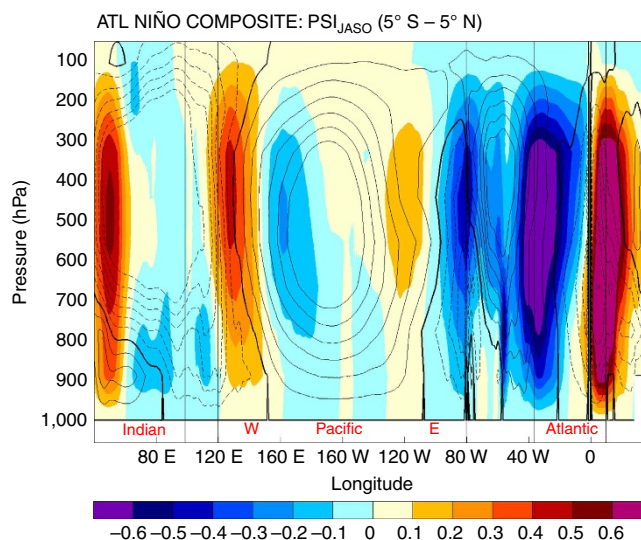 ATL NIÑO COMPOSITE: PSI_JASO (5° S – 5° N)
Pressure (hPa)
100
200
300
400
500
600
700
800
900
1,000
Indian W Pacific E Atlantic
80 E 120 E 160 E 160 W 120 W 80 W 40 W 0
Longitude
–0.6 –0.5 –0.4 –0.3 –0.2 –0.1 0 0.1 0.2 0.3 0.4 0.5 0.6